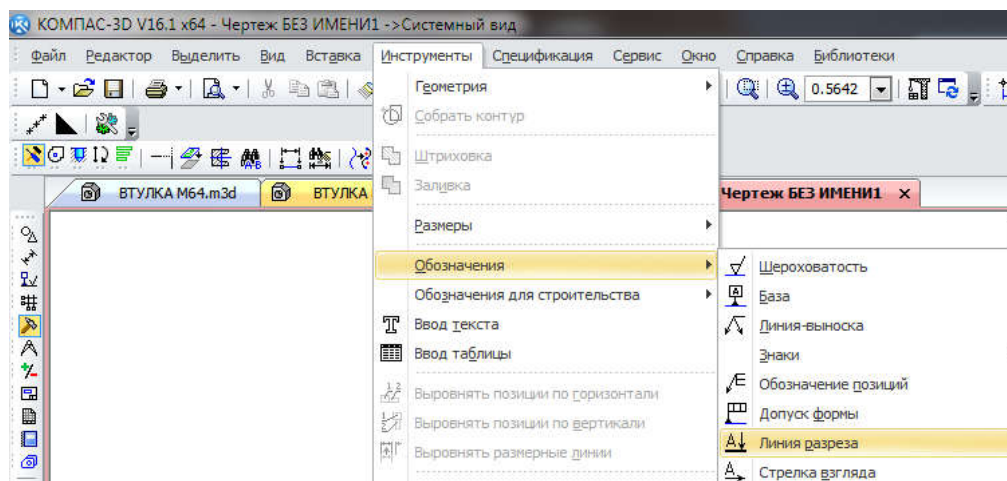 КОМПАС-3D V16.1 x64 - Чертеж БЕЗ ИМЕНИ1 ->Системный вид
Файл Редактор Выделить Вид Вставка Инструменты Спецификация Сервис Окно Справка Библиотеки
0.5642
ВТУЛКА М64.m3d
ВТУЛКА
Чертеж БЕЗ ИМЕНИ1
Геометрия
Собрать контур
Штриховка
Заливка
Размеры
Обозначения
Обозначения для строительства
Ввод текста
Ввод таблицы
Выровнять позиции по горизонтали
Выровнять позиции по вертикали
Выровнять размерные линии
Шероховатость
База
Линия-выноска
Знаки
Обозначение позиций
Допуск формы
Линия разреза
Стрелка взгляда